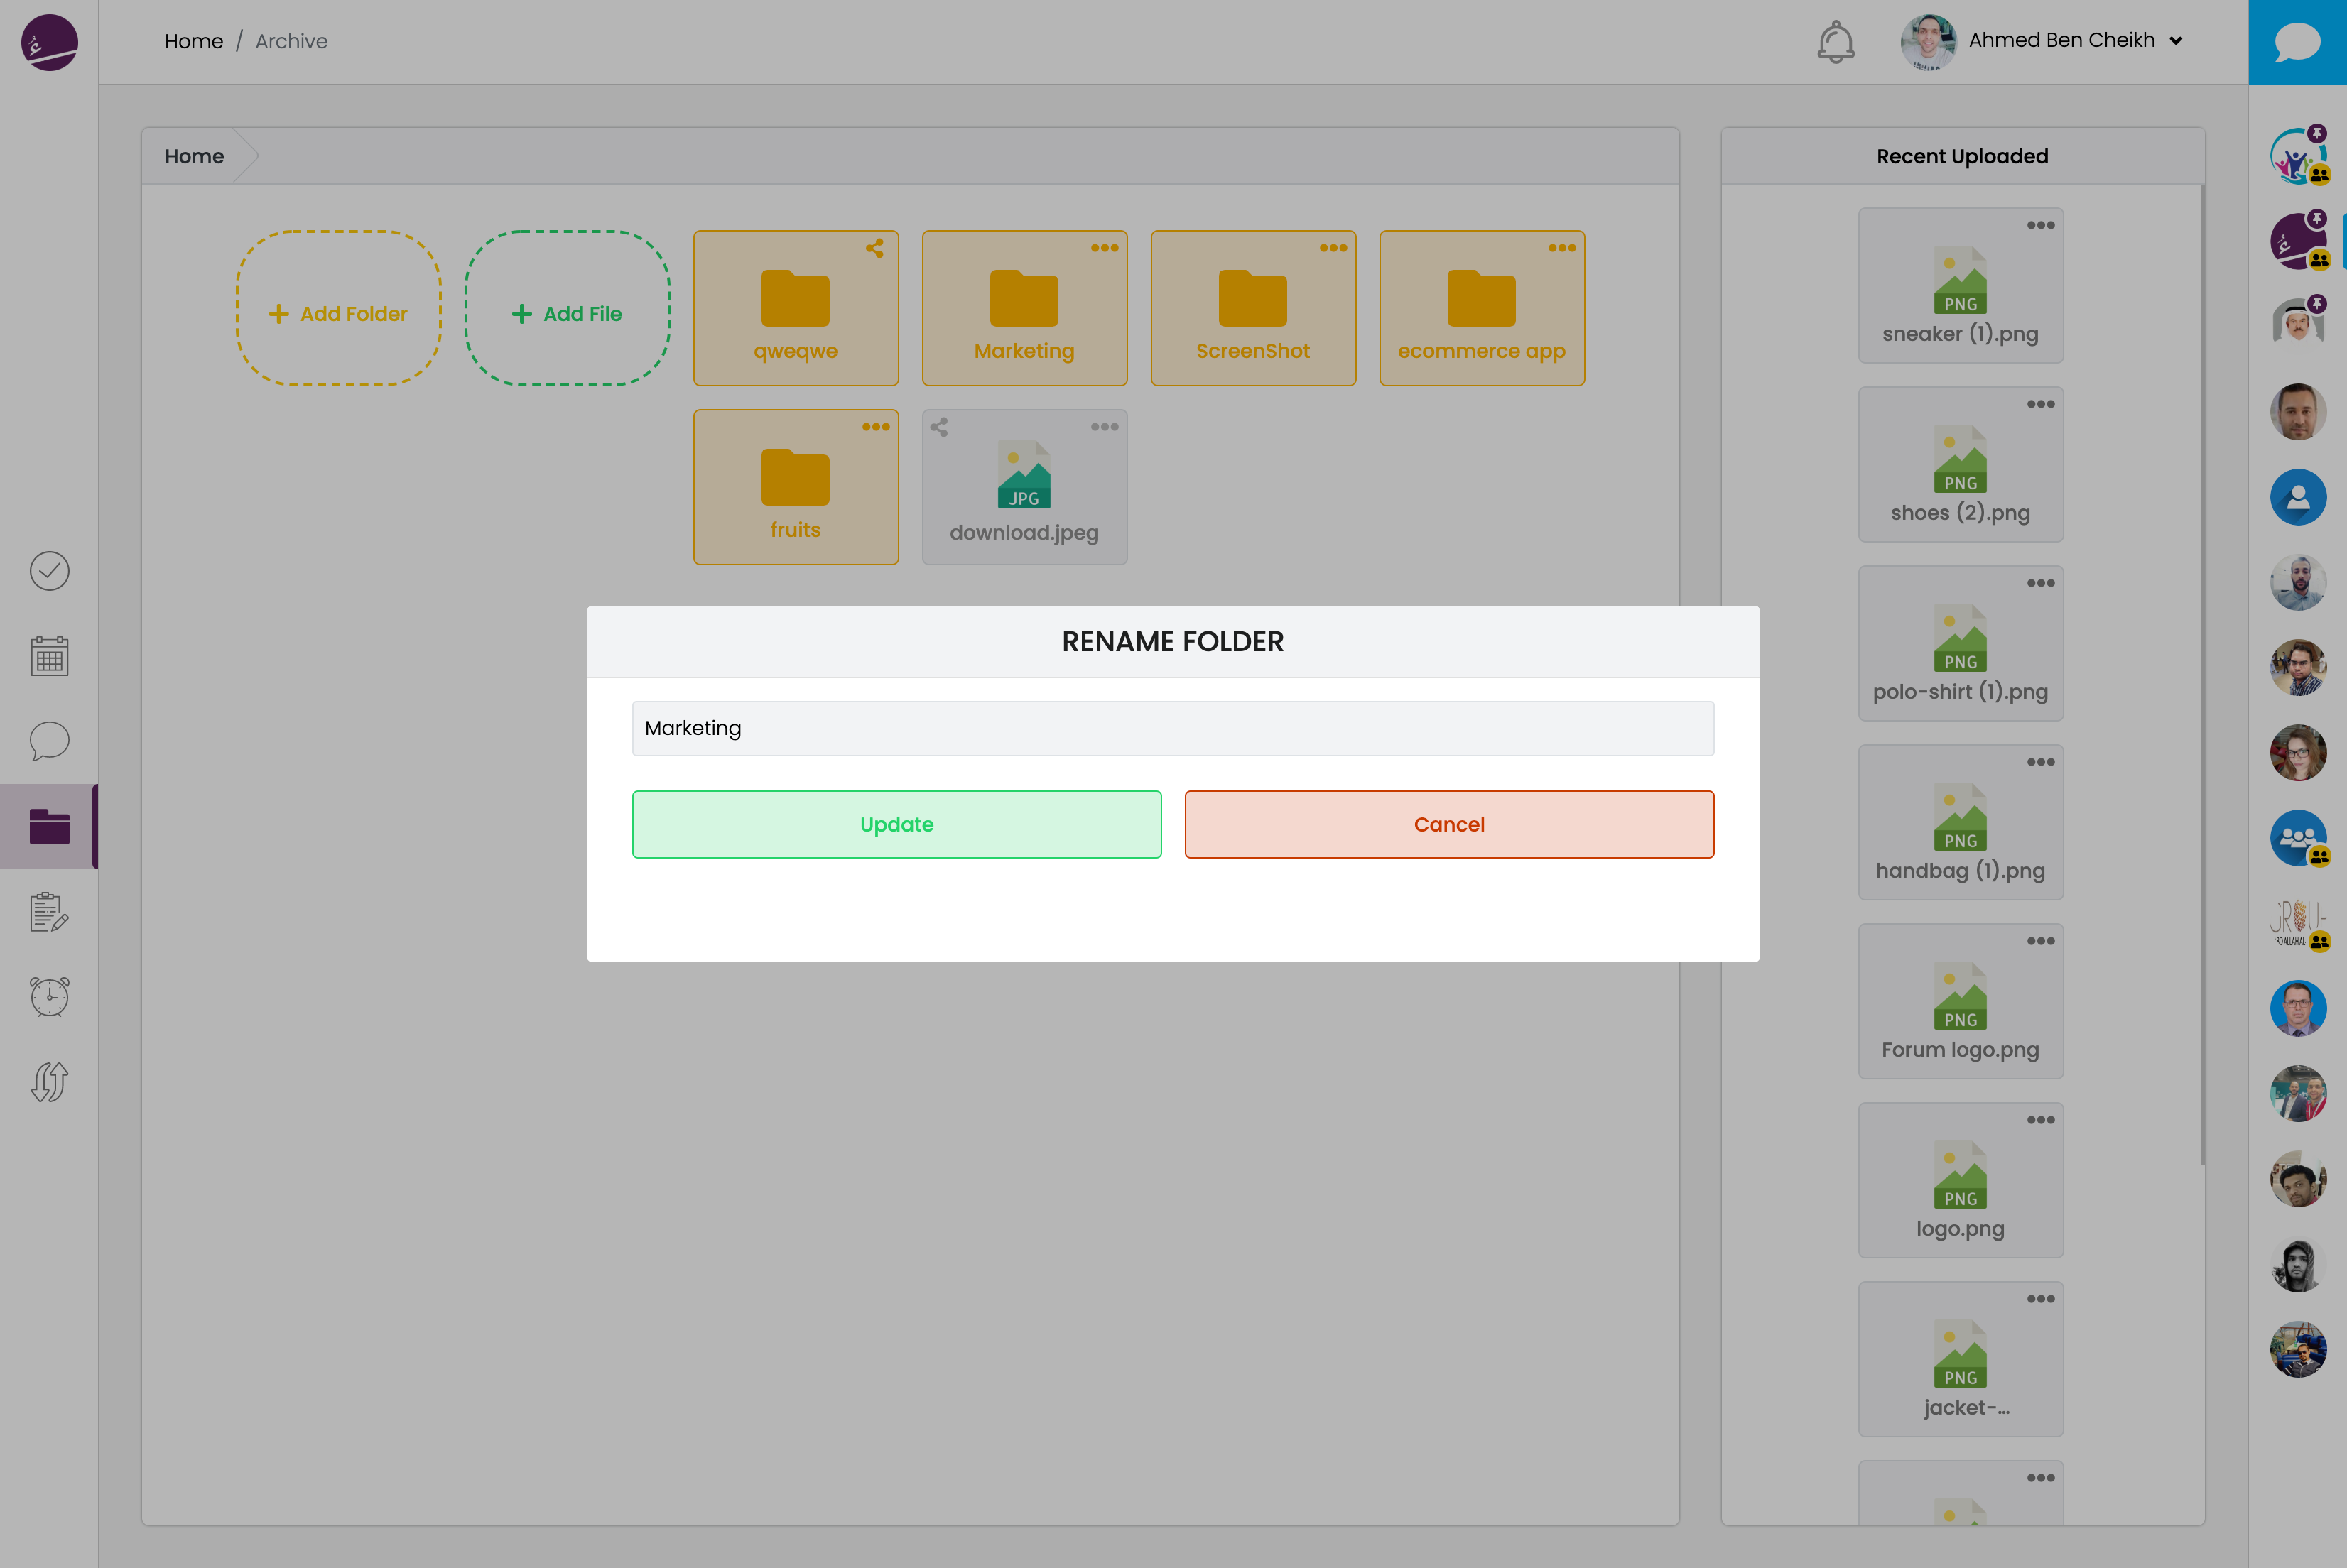 Home / Archive
Ahmed Ben Cheikh
Home
Recent Uploaded
+ Add Folder
+ Add File
qweqwe
Marketing
ScreenShot
ecommerce app
fruits
JPG
download.jpeg
PNG
sneaker (1).png
PNG
shoes (2).png
PNG
polo-shirt (1).png
PNG
handbag (1).png
PNG
Forum logo.png
PNG
logo.png
PNG
jacket-...
RENAME FOLDER
Marketing
Update
Cancel